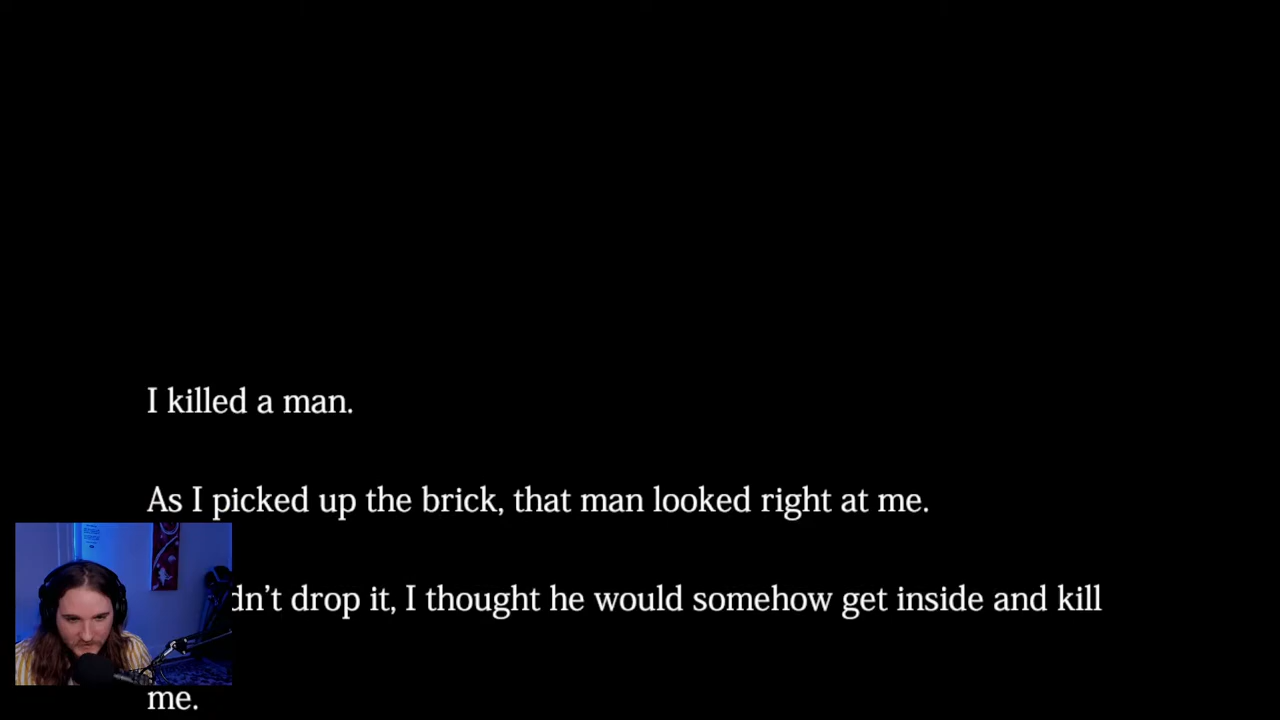 I killed a man.
As I picked up the brick, that man looked right at me.
dn't drop it, I thought he would somehow get inside and kill
me.